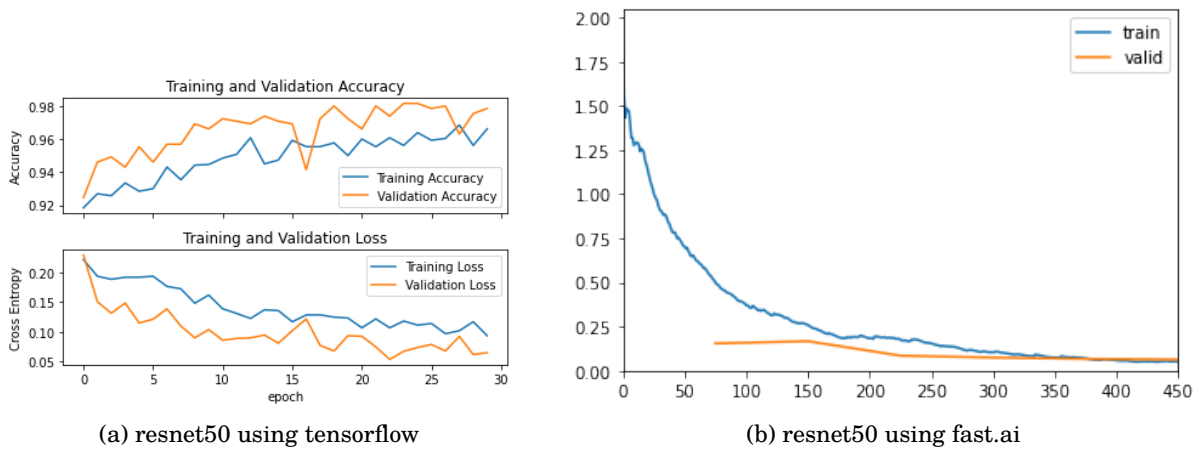 Training and Validation Accuracy
0.98
0.96
0.94
0.92
Accuracy
Training Accuracy
Validation Accuracy
Training and Validation Loss
0.20
0.15
0.10
0.05
Cross Entropy
Training Loss
Validation Loss
0 5 10 15 20 25 30
epoch
(a) resnet50 using tensorflow
2.00
1.75
1.50
1.25
1.00
0.75
0.50
0.25
0.00
train
valid
0 50 100 150 200 250 300 350 400 450
(b) resnet50 using fast.ai